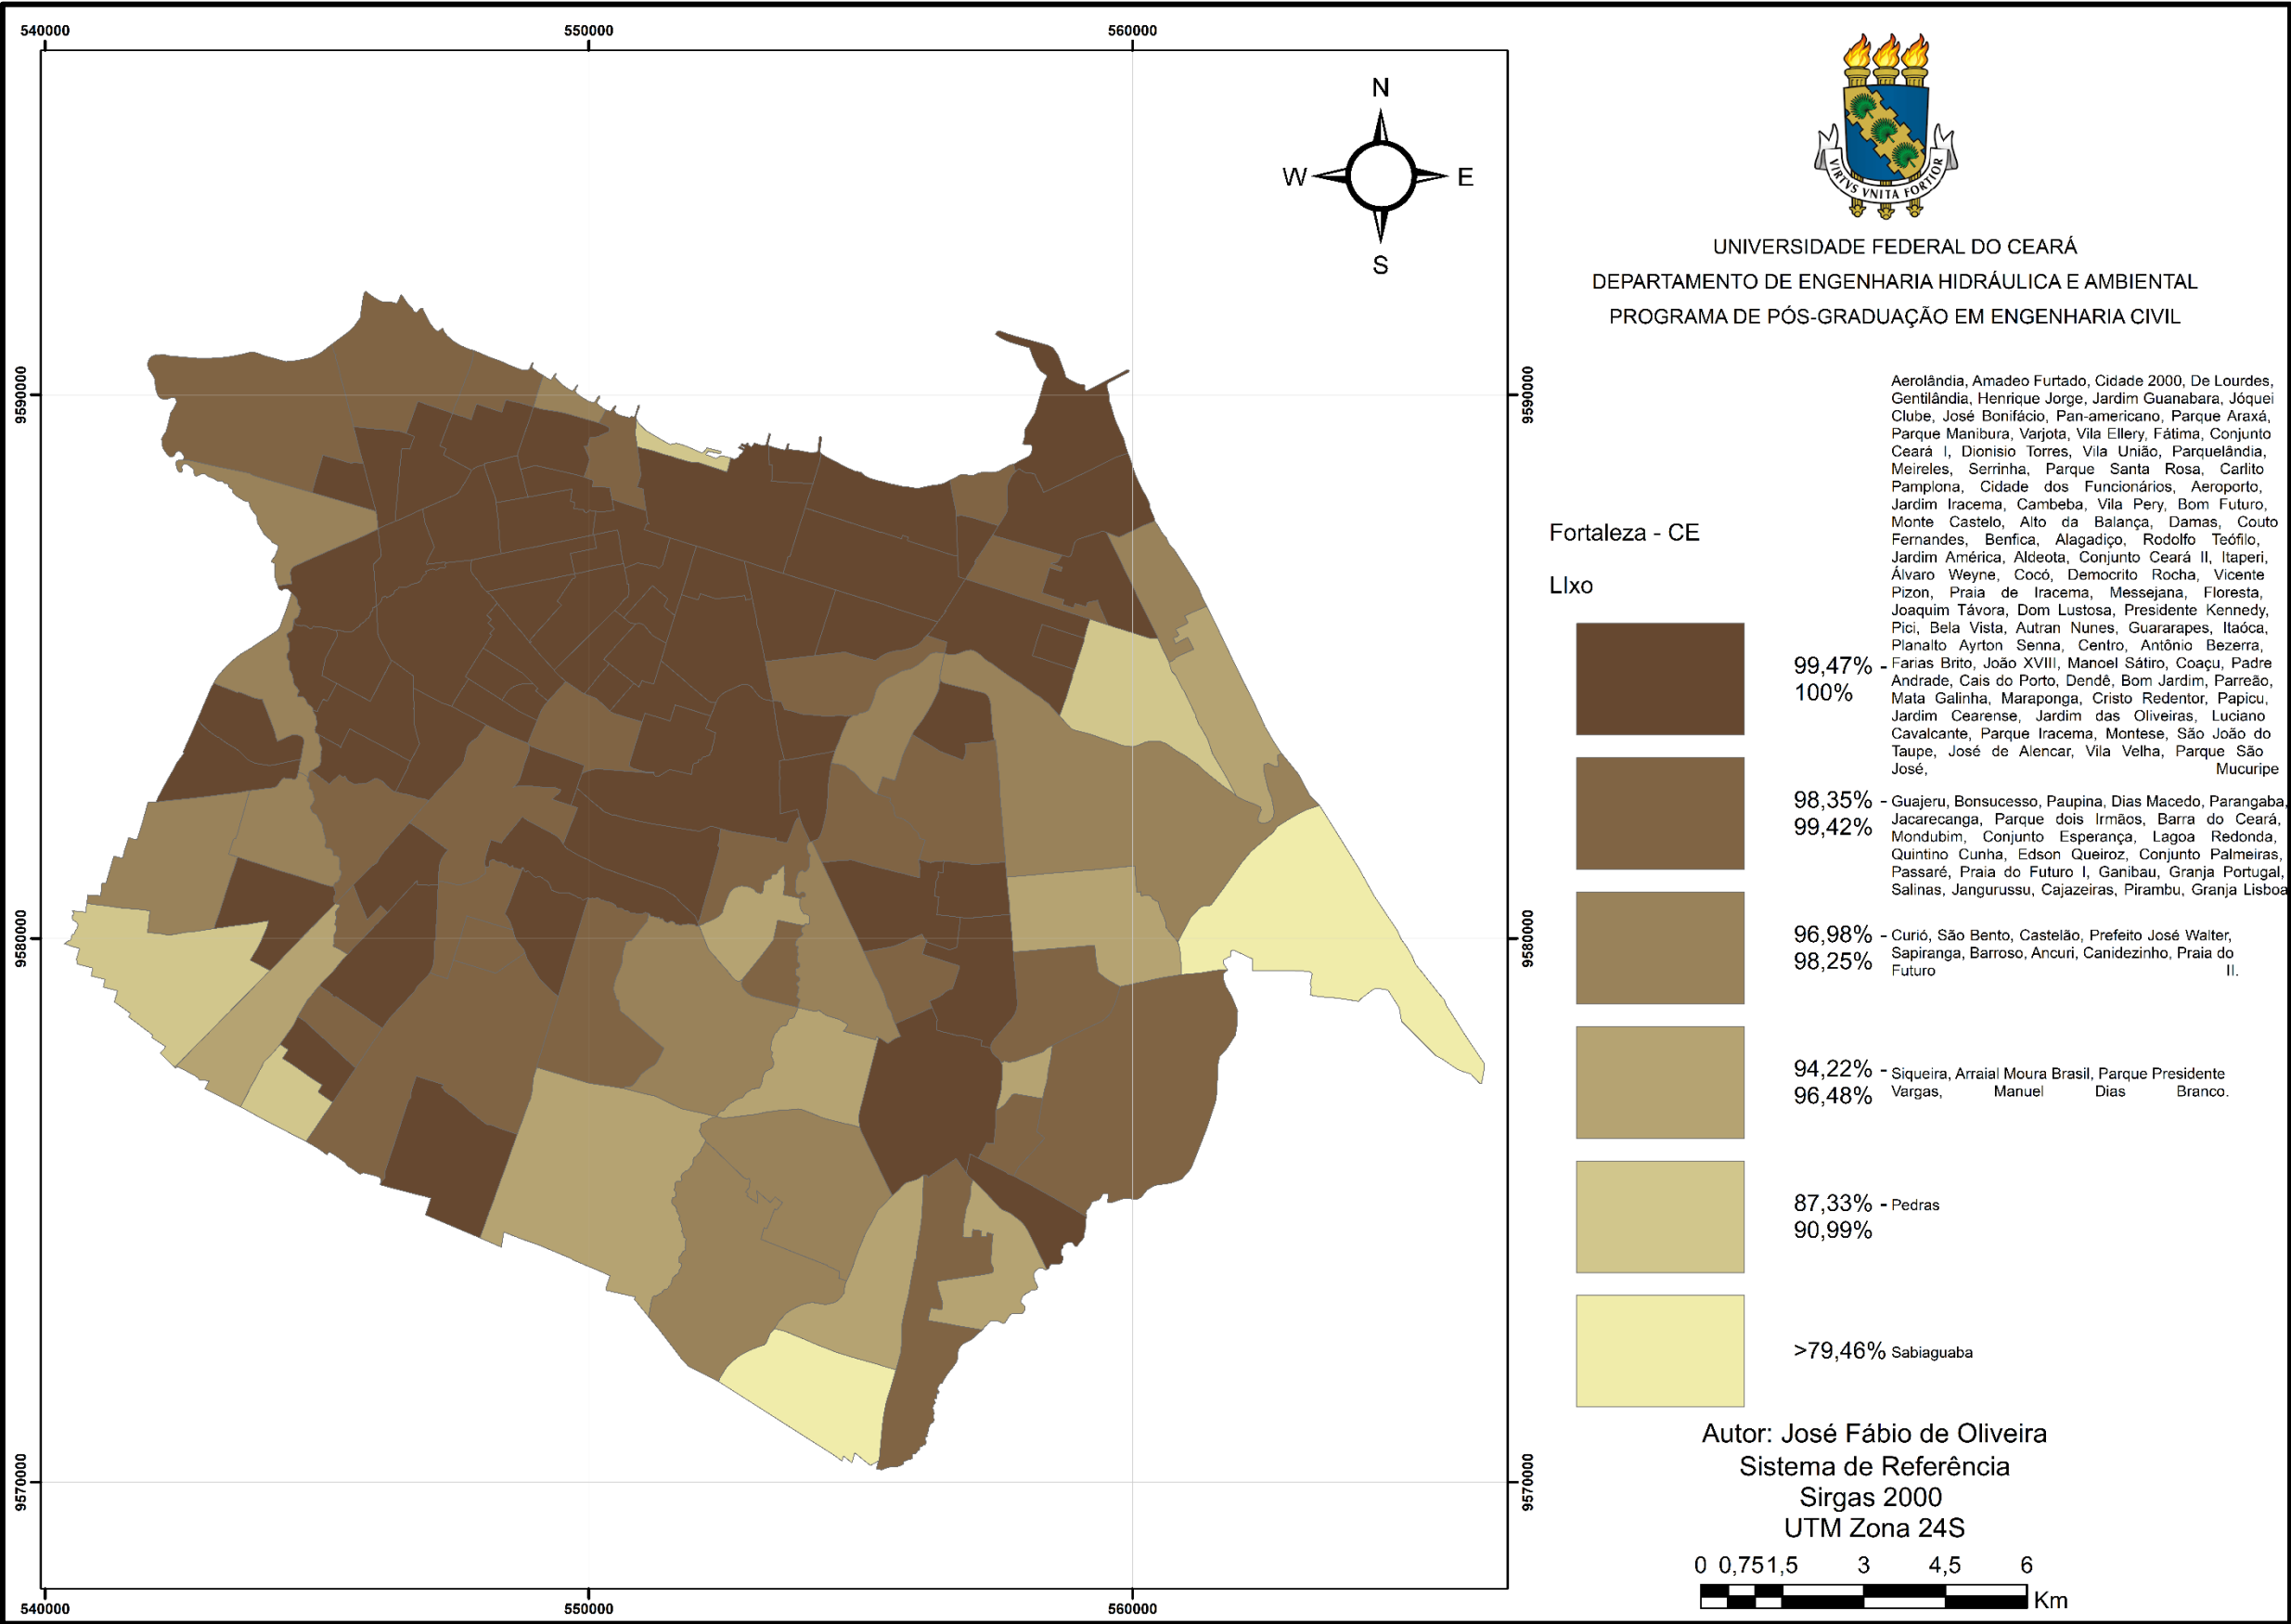 540000
550000
560000
9590000
9590000
9580000
9580000
9570000
9570000
540000
550000
560000
N
W
E
S
VIRTVS VNITA FORTIOR
UNIVERSIDADE FEDERAL DO CEARÁ
DEPARTAMENTO DE ENGENHARIA HIDRÁULICA E AMBIENTAL
PROGRAMA DE PÓS-GRADUAÇÃO EM ENGENHARIA CIVIL
Fortaleza - CE
LIxo
99,47% -
100%
Aerolândia, Amadeo Furtado, Cidade 2000, De Lourdes,
Gentilândia, Henrique Jorge, Jardim Guanabara, Jóquei
Clube, José Bonifácio, Pan-americano, Parque Araxá,
Parque Manibura, Varjota, Vila Ellery, Fátima, Conjunto
Ceará I, Dionisio Torres, Vila União, Parquelândia,
Meireles, Serrinha, Parque Santa Rosa, Carlito
Pamplona, Cidade dos Funcionários, Aeroporto,
Jardim Iracema, Cambeba, Vila Pery, Bom Futuro,
Monte Castelo, Alto da Balança, Damas, Couto
Fernandes, Benfica, Alagadiço, Rodolfo Teófilo,
Jardim América, Aldeota, Conjunto Ceará II, Itaperi,
Álvaro Weyne, Cocó, Democrito Rocha, Vicente
Pizon, Praia de Iracema, Messejana, Floresta,
Joaquim Távora, Dom Lustosa, Presidente Kennedy,
Pici, Bela Vista, Autran Nunes, Guararapes, Itaóca,
Planalto Ayrton Senna, Centro, Antônio Bezerra,
Farias Brito, João XVIII, Manoel Sátiro, Coaçu, Padre
Andrade, Cais do Porto, Dendê, Bom Jardim, Parreão,
Mata Galinha, Maraponga, Cristo Redentor, Papicu,
Jardim Cearense, Jardim das Oliveiras, Luciano
Cavalcante, Parque Iracema, Montese, São João do
Taupe, José de Alencar, Vila Velha, Parque São
José, Mucuripe
98,35% -
99,42%
Guajeru, Bonsucesso, Paupina, Dias Macedo, Parangaba,
Jacarecanga, Parque dois Irmãos, Barra do Ceará,
Mondubim, Conjunto Esperança, Lagoa Redonda,
Quintino Cunha, Edson Queiroz, Conjunto Palmeiras,
Passaré, Praia do Futuro I, Ganibau, Granja Portugal,
Salinas, Jangurussu, Cajazeiras, Pirambu, Granja Lisboa
96,98% -
98,25%
Curió, São Bento, Castelão, Prefeito José Walter,
Sapiranga, Barroso, Ancuri, Canidezinho, Praia do
Futuro II.
94,22% -
96,48%
Siqueira, Arraial Moura Brasil, Parque Presidente
Vargas, Manuel Dias Branco.
87,33% - Pedras
90,99%
>79,46% Sabiaguaba
Autor: José Fábio de Oliveira
Sistema de Referência
Sirgas 2000
UTM Zona 24S
0 0,75 1,5 3 4,5 6
Km